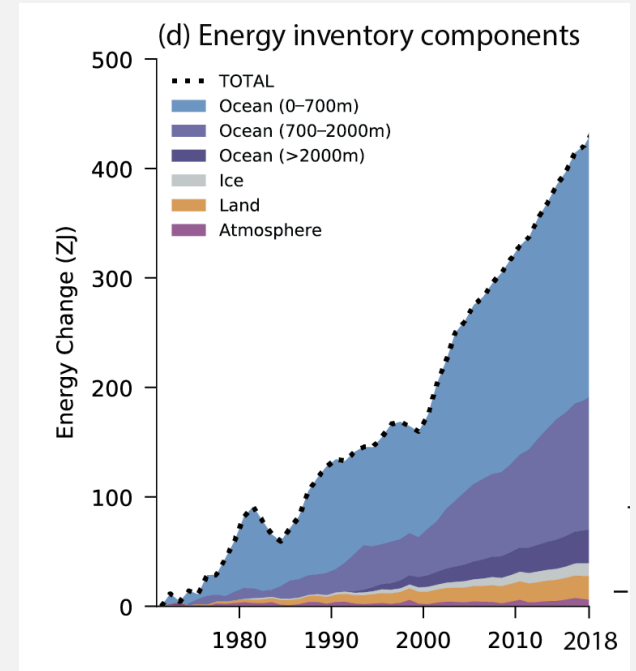 (d) Energy inventory components
500
TOTAL
Ocean (0–700m)
Ocean (700–2000m)
Ocean (>2000m)
Ice
Land
Atmosphere
400
300
200
100
0
Energy Change (ZJ)
1980 1990 2000 2010 2018